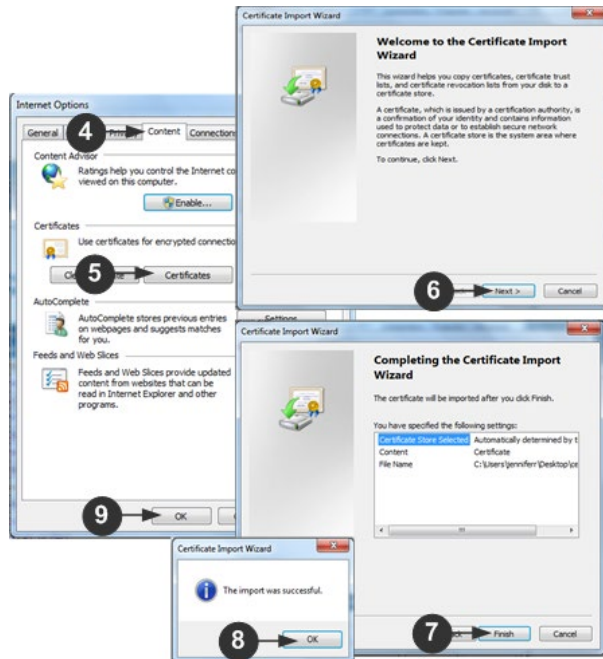 Certificate Import Wizard
Welcome to the Certificate Import
Wizard
This wizard helps you copy certificates, certificate trust
lists, and certificate revocation lists from your disk to a
certificate store.
A certificate, which is issued by a certification authority, is
a confirmation of your identity and contains information
used to protect data or to establish secure network
connections. A certificate store is the system area where
certificates are kept.
To continue, click Next.
6
Next >
Cancel
Internet Options
General
4
Content
Connections
Content Advisor
Ratings help you control the Internet co
viewed on this computer.
Enable...
Certificates
Use certificates for encrypted connectio
5
Certificates
AutoComplete
AutoComplete stores previous entries
on webpages and suggests matches
for you.
Settings
Feeds and Web Slices
Feeds and Web Slices provide updated
content from websites that can be
read in Internet Explorer and other
programs.
9
OK
Certificate Import Wizard
Completing the Certificate Import
Wizard
The certificate will be imported after you click Finish.
You have specified the following settings:
Certificate Store Selected Automatically determined by t
Content Certificate
File Name C:\Users\jenniferr\Desktop\ce
7
Finish
Cancel
Certificate Import Wizard
The import was successful.
8
OK